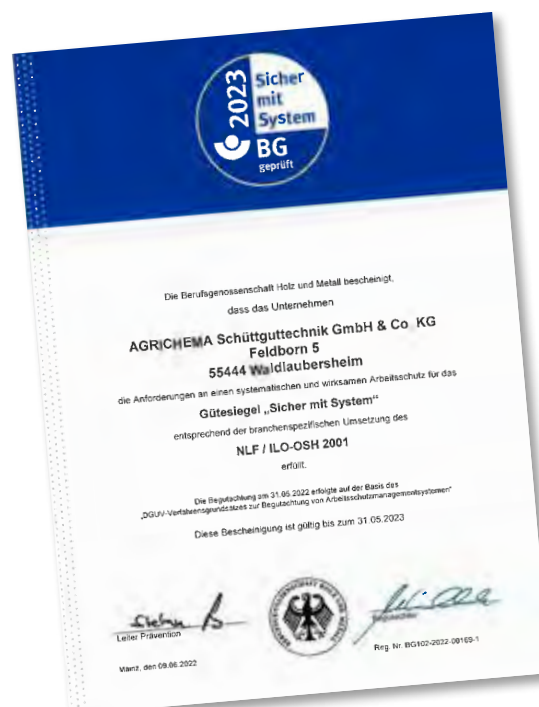 2023
Sicher
mit
System
BG
geprüft
Die Berufsgenossenschaft Holz und Metall bescheinigt,
dass das Unternehmen
AGRICHEMA Schüttguttechnik GmbH & Co KG
Feldborn 5
55444 Waldlaubersheim
die Anforderungen an einen systematischen und wirksamen Arbeitsschutz für das
Gütesiegel „Sicher mit System“
entsprechend der branchenspezifischen Umsetzung des
NLF / ILO-OSH 2001
erfüllt.
Die Begutachtung am 31.05.2022 erfolgte auf der Basis des
„DGUV-Verfahrensgrundsatzes zur Begutachtung von Arbeitsschutzmanagementsystemen“
Diese Bescheinigung ist gültig bis zum 31.05.2023
BERUFSGENOSSENSCHAFT HOLZ UND METALL
Leiter Prävention
Mainz, den 09.06.2022
Reg. Nr. BG102-2022-00169-1